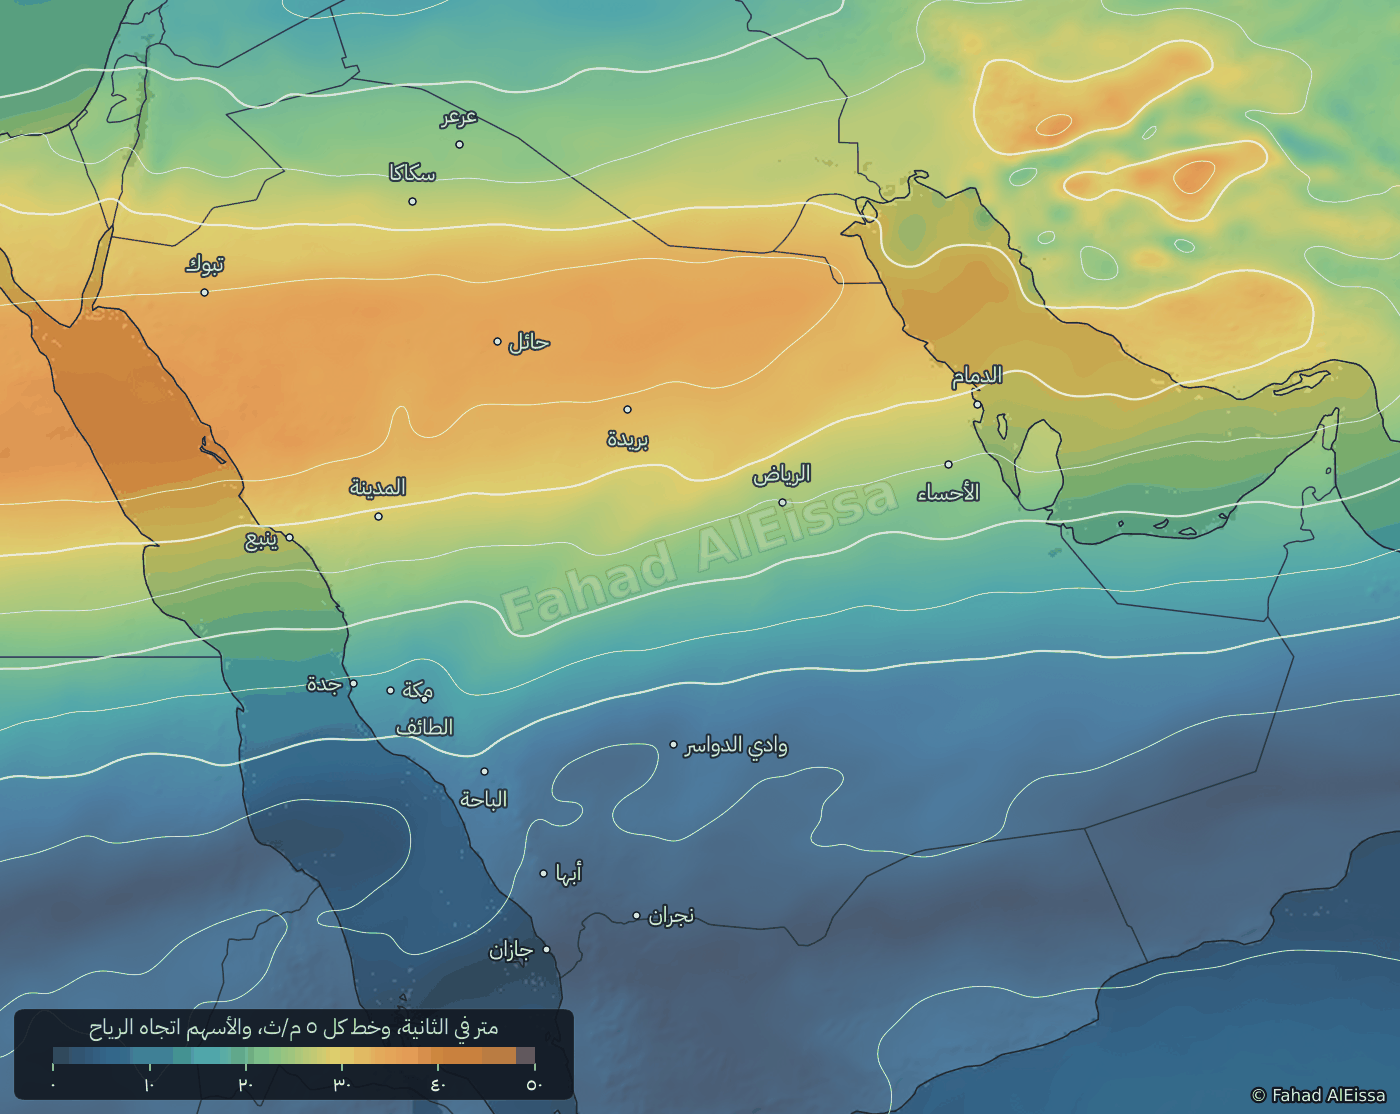 عرعر
سكاكا
تبوك
حائل
الدمام
بريدة
الرياض
المدينة
الأحساء
ينبع
Fahad AlEissa
جدة
مكة
الطائف
وادي الدواسر
الباحة
أبها
نجران
جازان
متر في الثانية، وخط كل ٥ م/ث، والأسهم اتجاه الرياح
٠ ١٠ ٢٠ ٣٠ ٤٠ ٥٠
© Fahad AlEissa